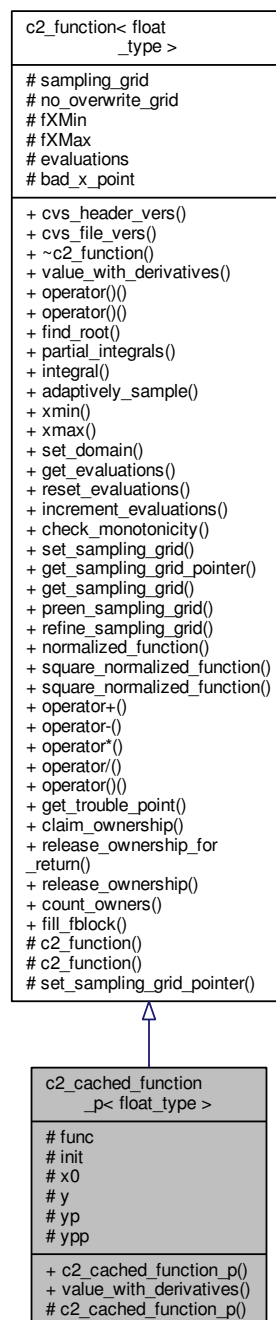 c2_function< float
_type >
# sampling_grid
# no_overwrite_grid
# fXMin
# fXMax
# evaluations
# bad_x_point
+ cvs_header_vers()
+ cvs_file_vers()
+ ~c2_function()
+ value_with_derivatives()
+ operator()()
+ operator()()
+ find_root()
+ partial_integrals()
+ integral()
+ adaptively_sample()
+ xmin()
+ xmax()
+ set_domain()
+ get_evaluations()
+ reset_evaluations()
+ increment_evaluations()
+ check_monotonicity()
+ set_sampling_grid()
+ get_sampling_grid_pointer()
+ get_sampling_grid()
+ preen_sampling_grid()
+ refine_sampling_grid()
+ normalized_function()
+ square_normalized_function()
+ square_normalized_function()
+ operator+()
+ operator-()
+ operator*()
+ operator/()
+ operator()()
+ get_trouble_point()
+ claim_ownership()
+ release_ownership_for
_return()
+ release_ownership()
+ count_owners()
+ fill_fblock()
# c2_function()
# c2_function()
# set_sampling_grid_pointer()
c2_cached_function
_p< float_type >
# func
# init
# x0
# y
# yp
# ypp
+ c2_cached_function_p()
+ value_with_derivatives()
# c2_cached_function_p()